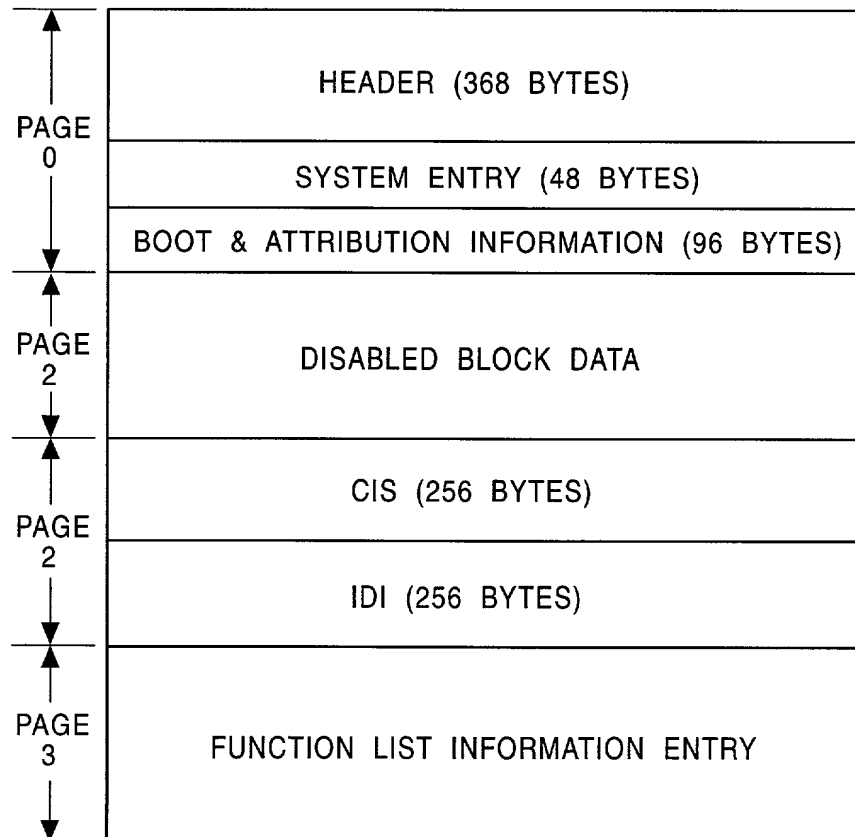 PAGE
0
HEADER (368 BYTES)
SYSTEM ENTRY (48 BYTES)
BOOT & ATTRIBUTION INFORMATION (96 BYTES)
PAGE
2
DISABLED BLOCK DATA
PAGE
2
CIS (256 BYTES)
IDI (256 BYTES)
PAGE
3
FUNCTION LIST INFORMATION ENTRY